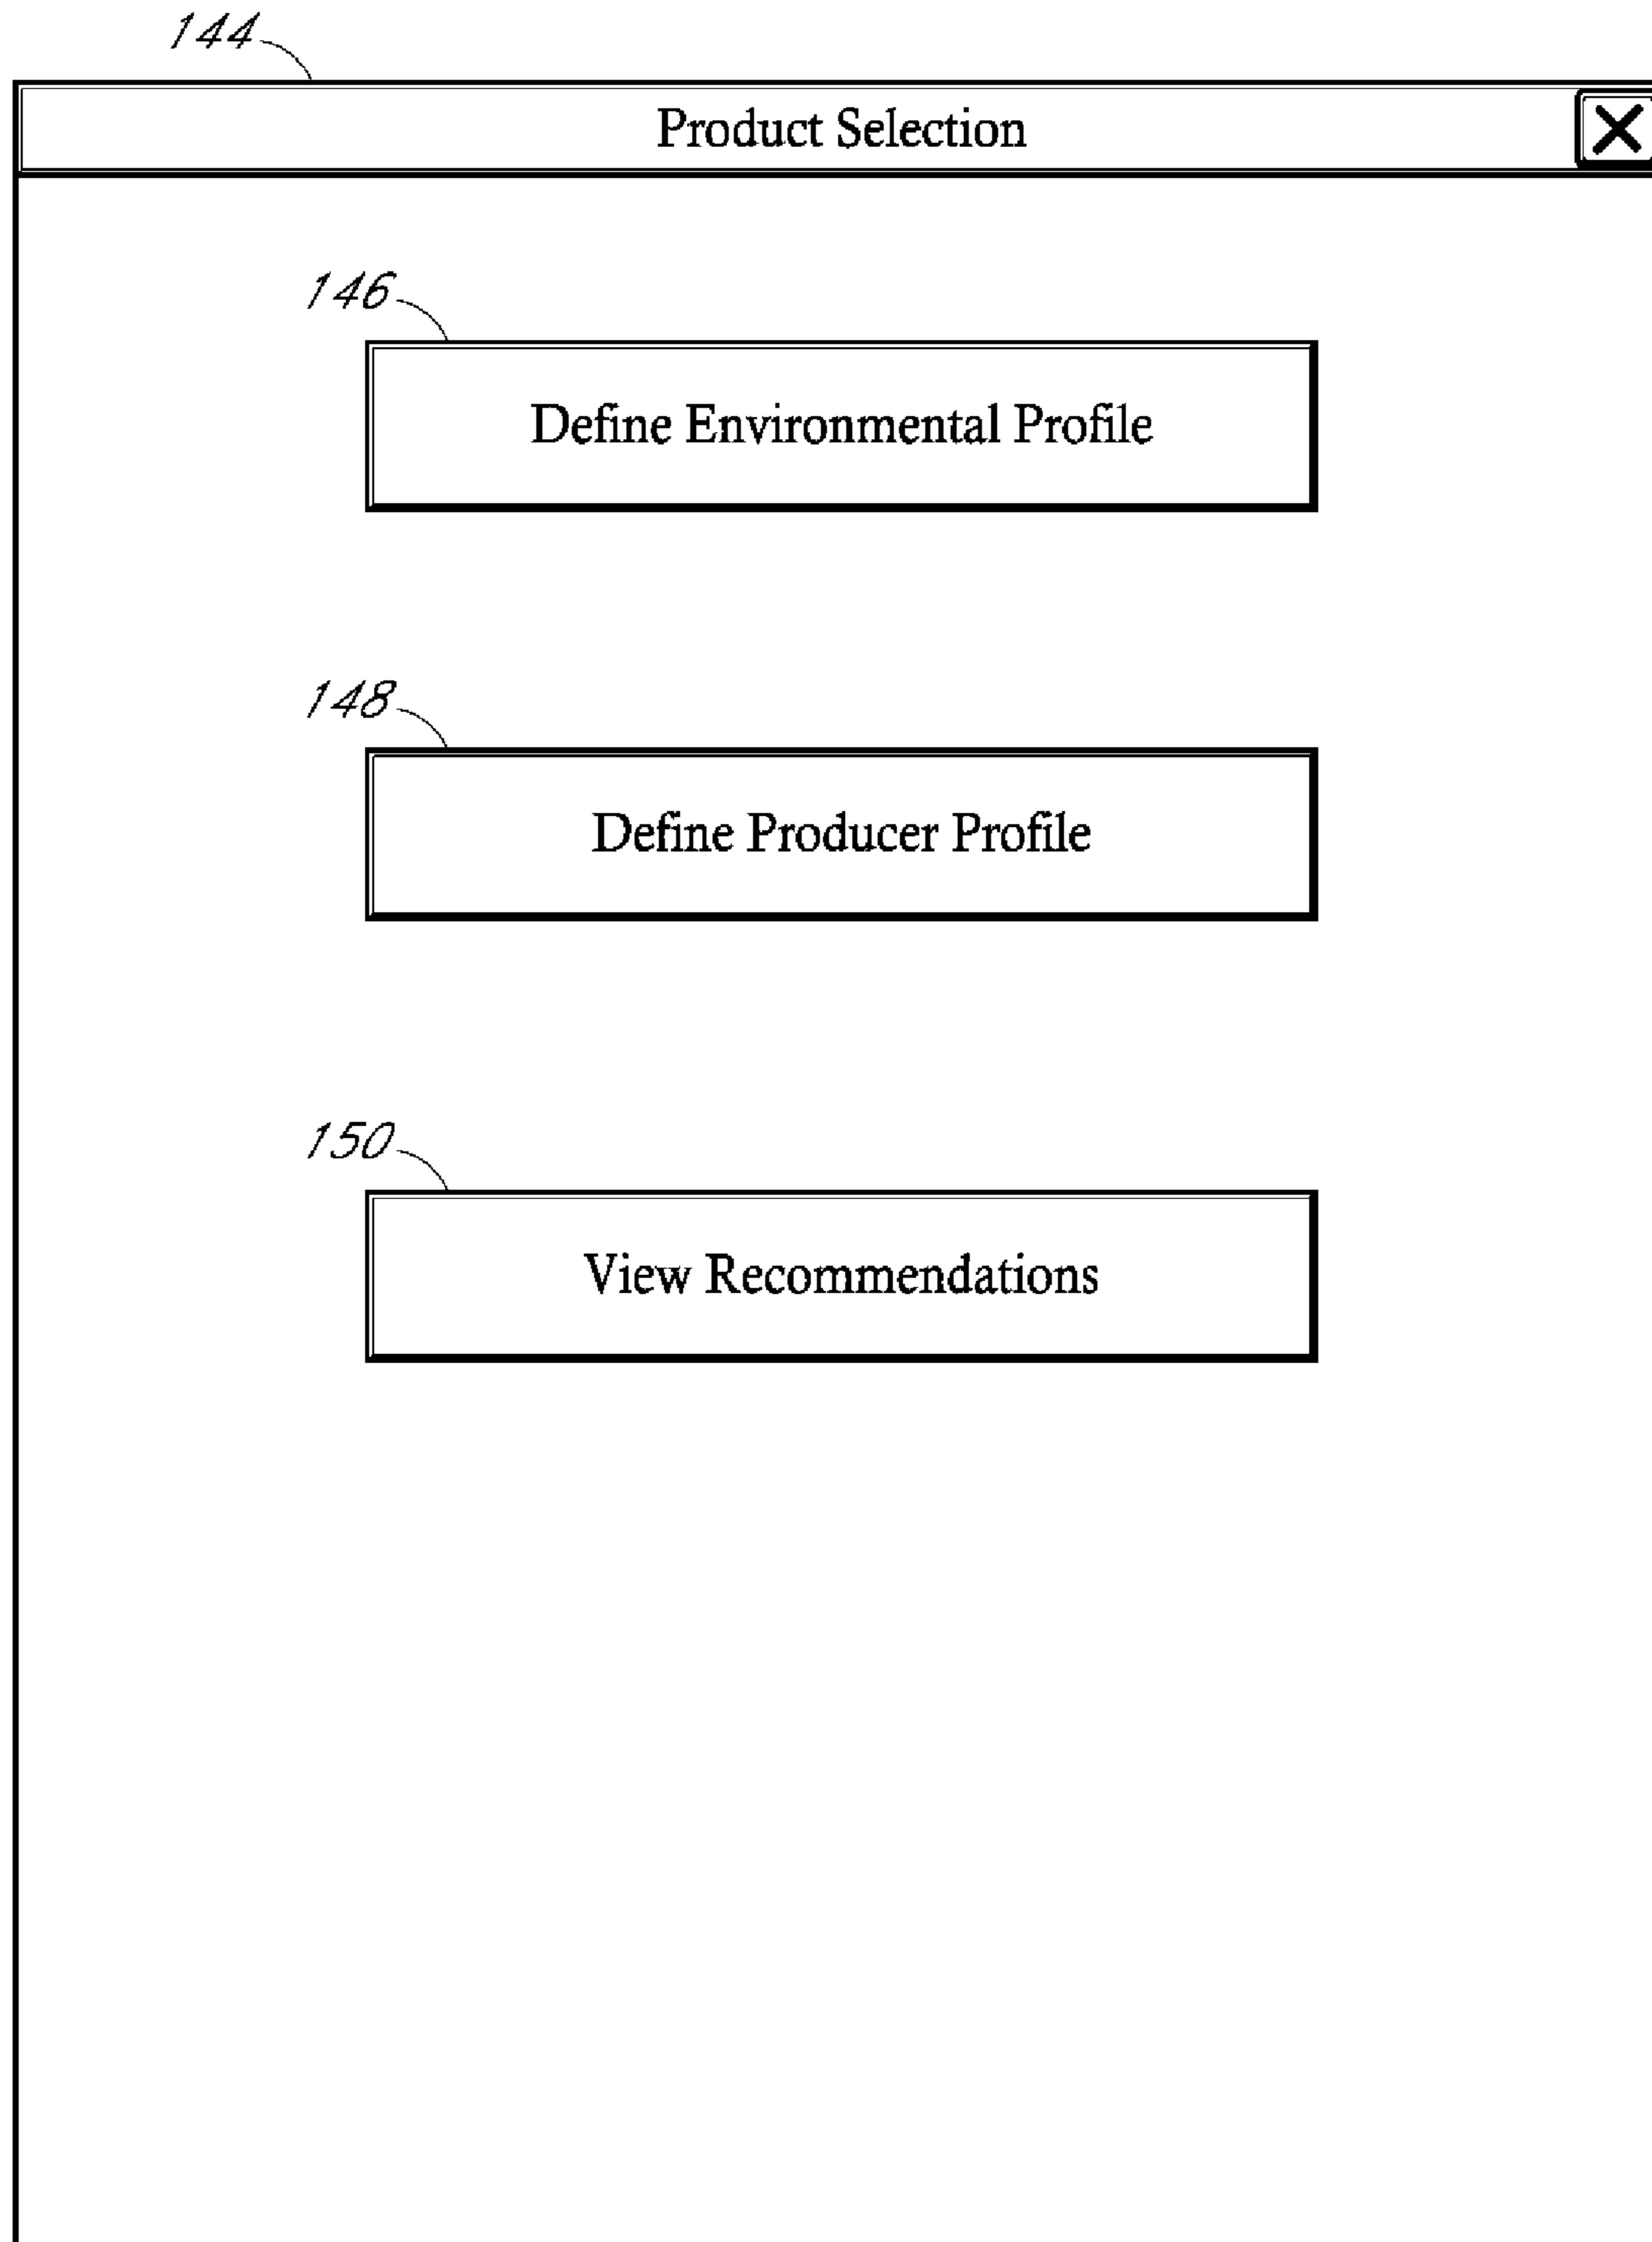 144
Product Selection
146
Define Environmental Profile
148
Define Producer Profile
150
View Recommendations